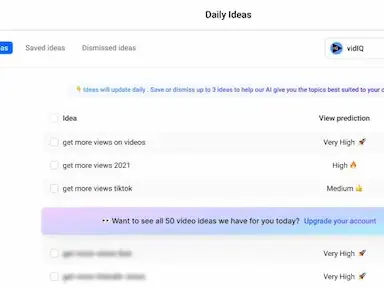 Daily Ideas
as Saved ideas Dismissed ideas vidIQ
👇 Ideas will update daily . Save or dismiss up to 3 ideas to help our AI give you the topics best suited to your c
Idea View prediction
get more views on videos Very High 🚀
get more views 2021 High 🔥
get more views tiktok Medium 👍
👀 Want to see all 50 video ideas we have for you today? Upgrade your account
Very High 🚀
Very High 🚀